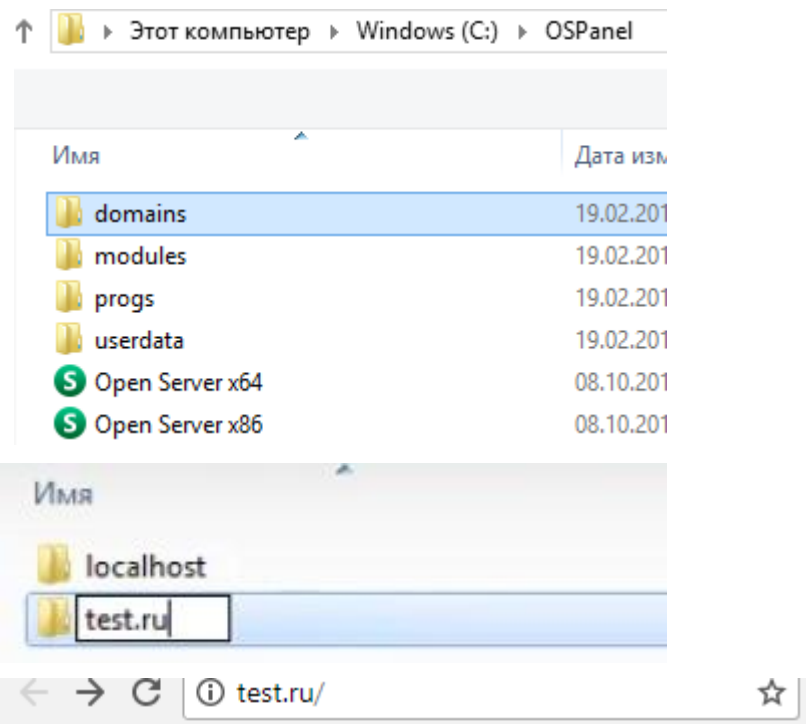 Этот компьютер Windows (C:) OSPanel
Имя Дата изм
domains 19.02.201
modules 19.02.201
progs 19.02.201
userdata 19.02.201
Open Server x64 08.10.201
Open Server x86 08.10.201
Имя
localhost
test.ru
test.ru/